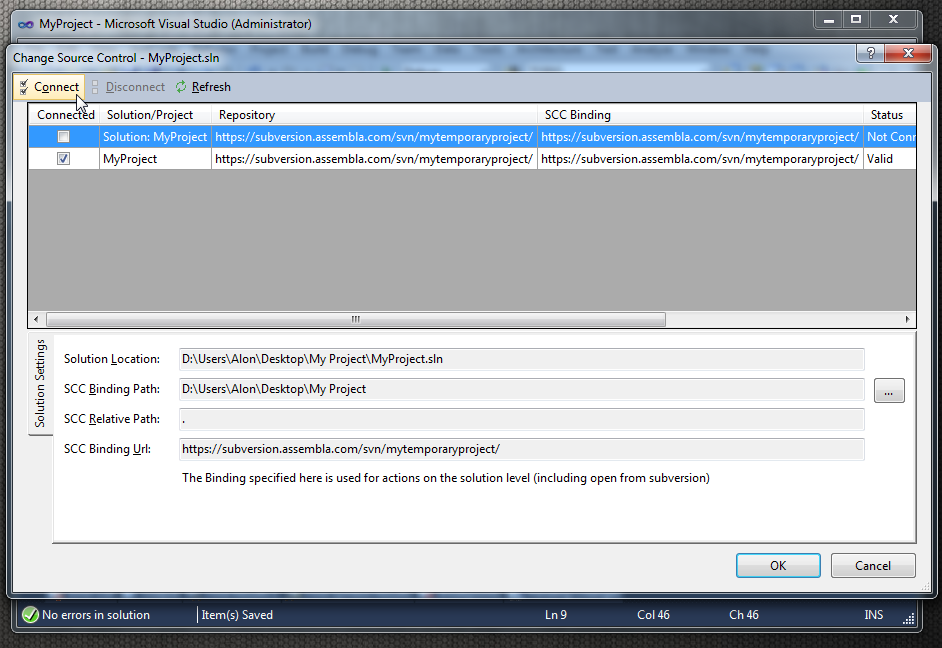 MyProject - Microsoft Visual Studio (Administrator)
Change Source Control - MyProject.sln
Connect Disconnect Refresh
Connected Solution/Project Repository SCC Binding Status
Solution: MyProject https://subversion.assembla.com/svn/mytemporaryproject/ https://subversion.assembla.com/svn/mytemporaryproject/ Not Conn
MyProject https://subversion.assembla.com/svn/mytemporaryproject/ https://subversion.assembla.com/svn/mytemporaryproject/ Valid
Solution Settings
Solution Location: D:\Users\Alon\Desktop\My Project\MyProject.sln
SCC Binding Path: D:\Users\Alon\Desktop\My Project ...
SCC Relative Path: .
SCC Binding Url: https://subversion.assembla.com/svn/mytemporaryproject/
The Binding specified here is used for actions on the solution level (including open from subversion)
OK Cancel
No errors in solution Item(s) Saved Ln 9 Col 46 Ch 46 INS